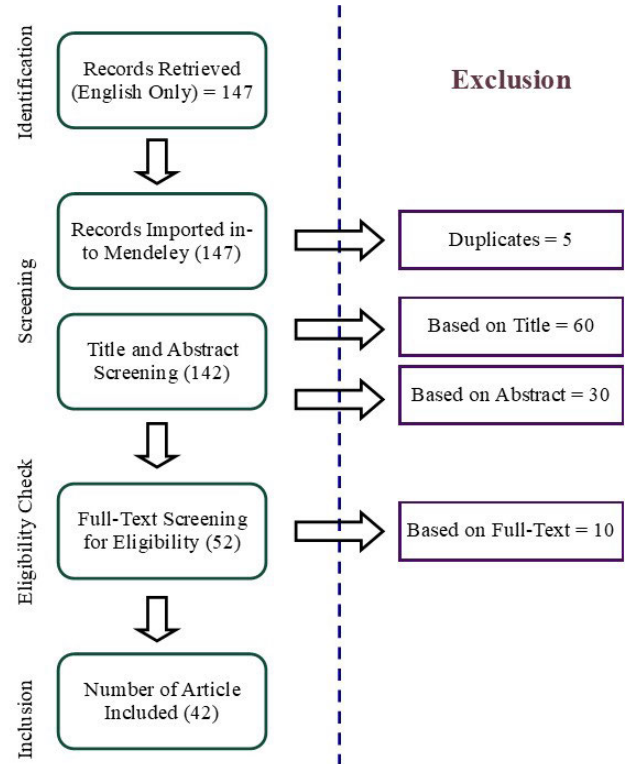 Identification
Records Retrieved
(English Only) = 147
Exclusion
Screening
Records Imported in-
to Mendeley (147)
Duplicates = 5
Title and Abstract
Screening (142)
Based on Title = 60
Based on Abstract = 30
Eligibility Check
Full-Text Screening
for Eligibility (52)
Based on Full-Text = 10
Inclusion
Number of Article
Included (42)